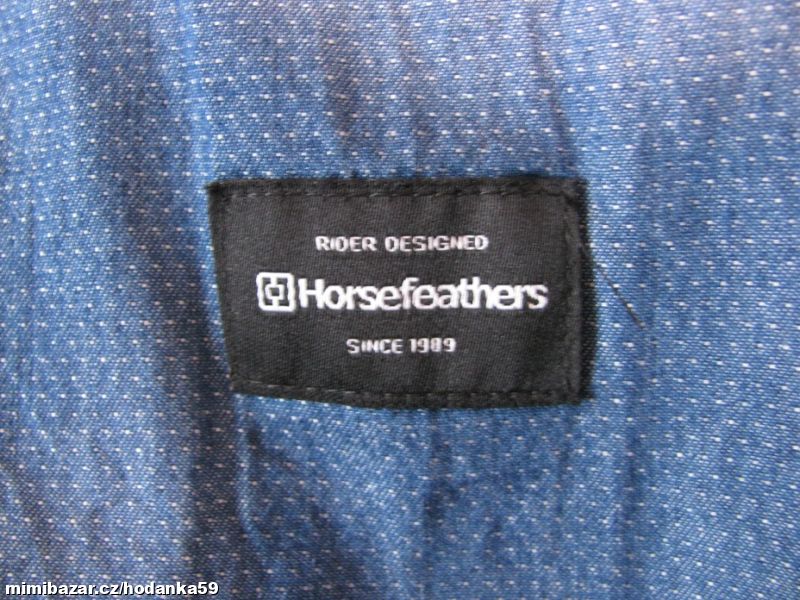 RIDER DESIGNED
Horsefeathers
SINCE 1989
mimibazar.cz/hodanka59